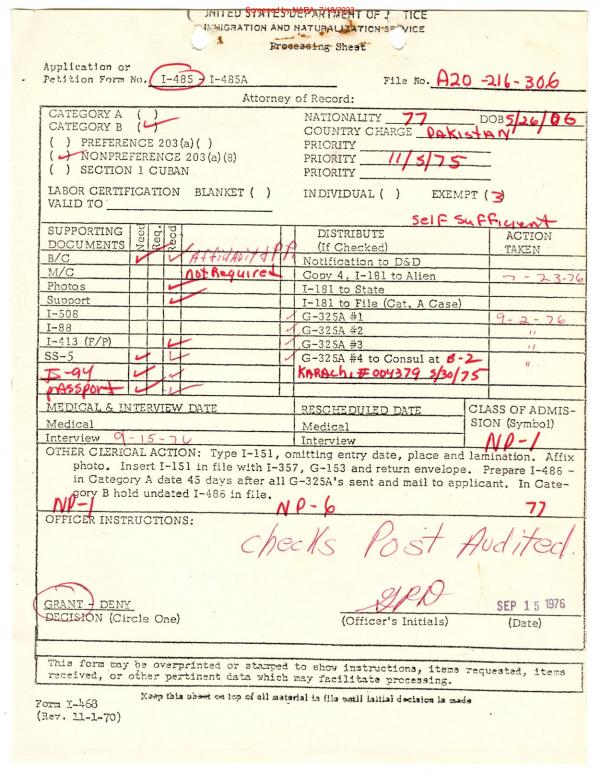 UNITED STATES DEPARTMENT OF JUSTICE
IMMIGRATION AND NATURALIZATION SERVICE
Processing Sheet
Application or
Petition Form No. I-485 - I-485A File No. A20-216-306
Attorney of Record:
CATEGORY A ( )
CATEGORY B (✓)
( ) PREFERENCE 203(a)( )
(✓) NONPREFERENCE 203(a)(8)
( ) SECTION 1 CUBAN
NATIONALITY 77 DOB 5/26/06
COUNTRY CHARGE PAKISTAN
PRIORITY
PRIORITY 11/5/75
PRIORITY
LABOR CERTIFICATION BLANKET ( ) INDIVIDUAL ( ) EXEMPT (3)
VALID TO
Self Sufficient
SUPPORTING DOCUMENTS Need Req. Recd
B/C ✓ ✓ Affidavit PP
M/C not Required
Photos ✓
Support ✓
I-508
I-88
I-413 (F/P) ✓
SS-5 ✓ ✓
I-94 ✓ ✓
PASSPORT ✓ ✓
DISTRIBUTE (If Checked) ACTION TAKEN
Notification to D&D
Copy 4, I-181 to Alien 7-23-76
I-181 to State
I-181 to File (Cat. A Case)
✓ G-325A #1 9-2-76
✓ G-325A #2 "
✓ G-325A #3 "
✓ G-325A #4 to Consul at B-2 "
KARACHI # 004379 5/30/75
MEDICAL & INTERVIEW DATE
Medical
Interview 9-15-76
RESCHEDULED DATE
Medical
Interview
CLASS OF ADMIS-
SION (Symbol)
NP-1
OTHER CLERICAL ACTION: Type I-151, omitting entry date, place and lamination. Affix
photo. Insert I-151 in file with I-357, G-153 and return envelope. Prepare I-486 -
in Category A date 45 days after all G-325A's sent and mail to applicant. In Cate-
gory B hold undated I-486 in file.
NP-1 NP-6 77
OFFICER INSTRUCTIONS:
Checks Post Audited.
GRANT - DENY SEP 15 1976
DECISION (Circle One) (Officer's Initials) (Date)
This form may be overprinted or stamped to show instructions, items requested, items
received, or other pertinent data which may facilitate processing.
Keep this sheet on top of all material in file until initial decision is made
Form I-468
(Rev. 11-1-70)